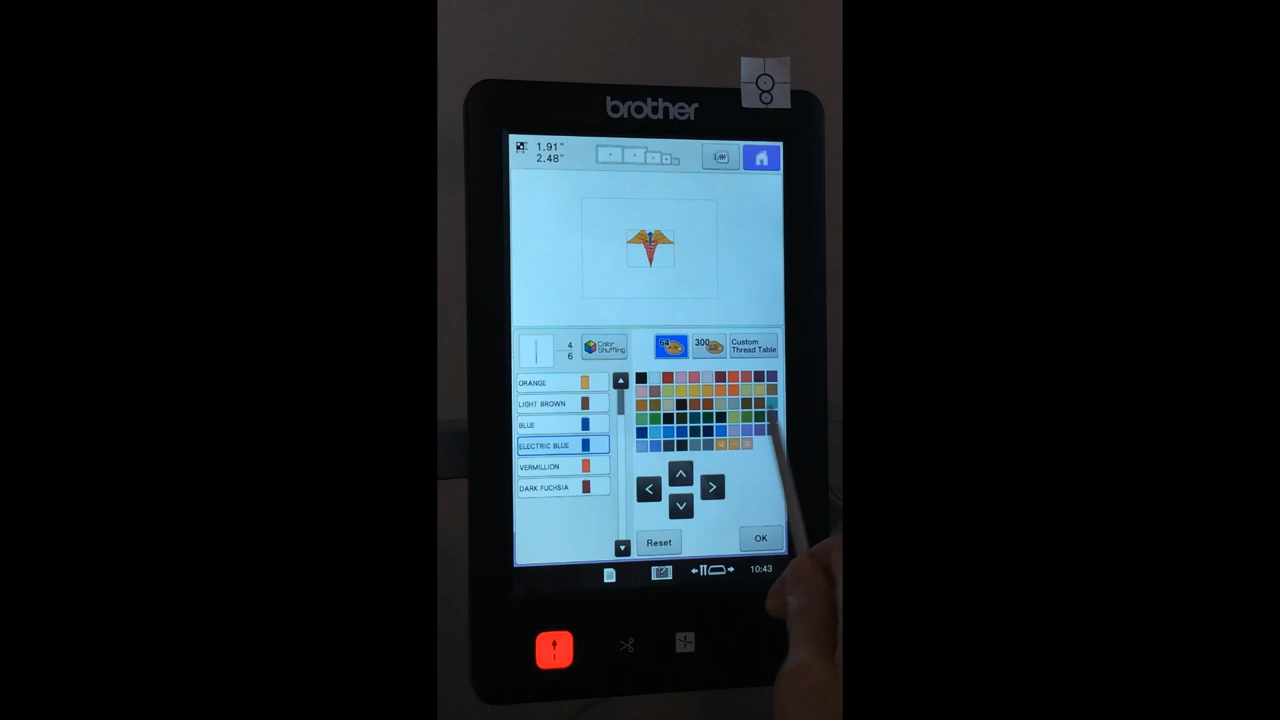 brother
1.91"
2.48"
4
6
Color
Shuffling
64
300
Custom
Thread Table
ORANGE
LIGHT BROWN
BLUE
ELECTRIC BLUE
VERMILLION
DARK FUCHSIA
Reset
OK
10:43